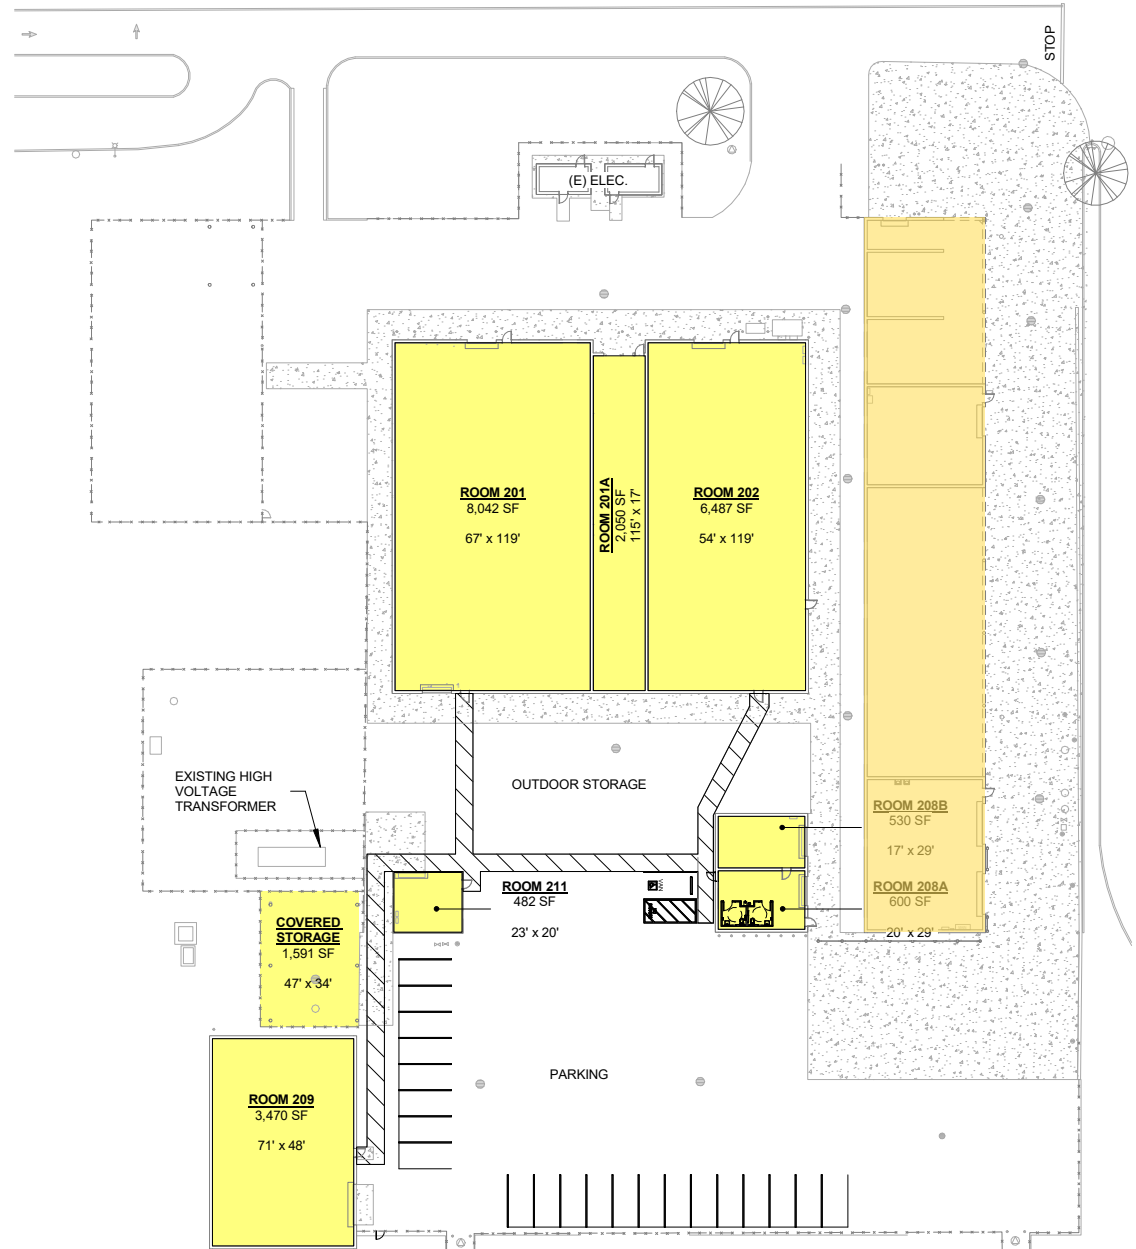 STOP
(E) ELEC.
ROOM 201
8,042 SF
67' x 119'
ROOM 201A
2,050 SF
115' x 17'
ROOM 202
6,487 SF
54' x 119'
EXISTING HIGH
VOLTAGE
TRANSFORMER
OUTDOOR STORAGE
ROOM 208B
530 SF
17' x 29'
ROOM 211
482 SF
23' x 20'
VAN
ROOM 208A
600 SF
20' x 29'
COVERED
STORAGE
1,591 SF
47' x 34'
PARKING
ROOM 209
3,470 SF
71' x 48'